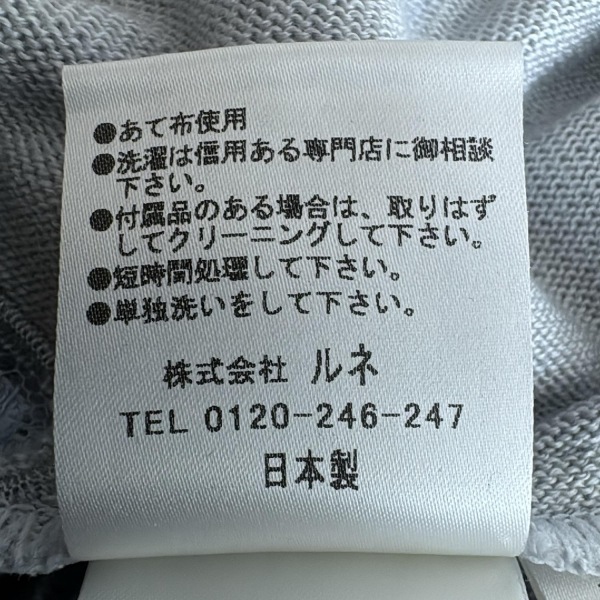 ●あて布使用
●洗濯は信用ある専門店に御相談
下さい。
●付属品のある場合は、取りはず
してクリーニングして下さい。
●短時間処理して下さい。
●単独洗いをして下さい。
株式会社 ルネ
TEL 0120-246-247
日本製